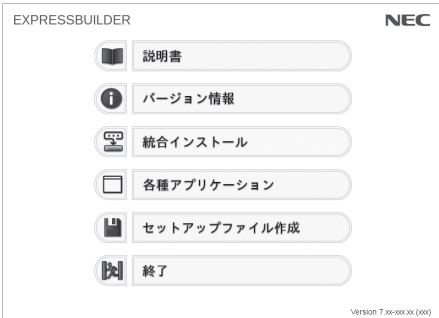 EXPRESSBUILDER
NEC
説明書
バージョン情報
統合インストール
各種アプリケーション
セットアップファイル作成
終了
Version 7.xx-xxx.xx (xxx)